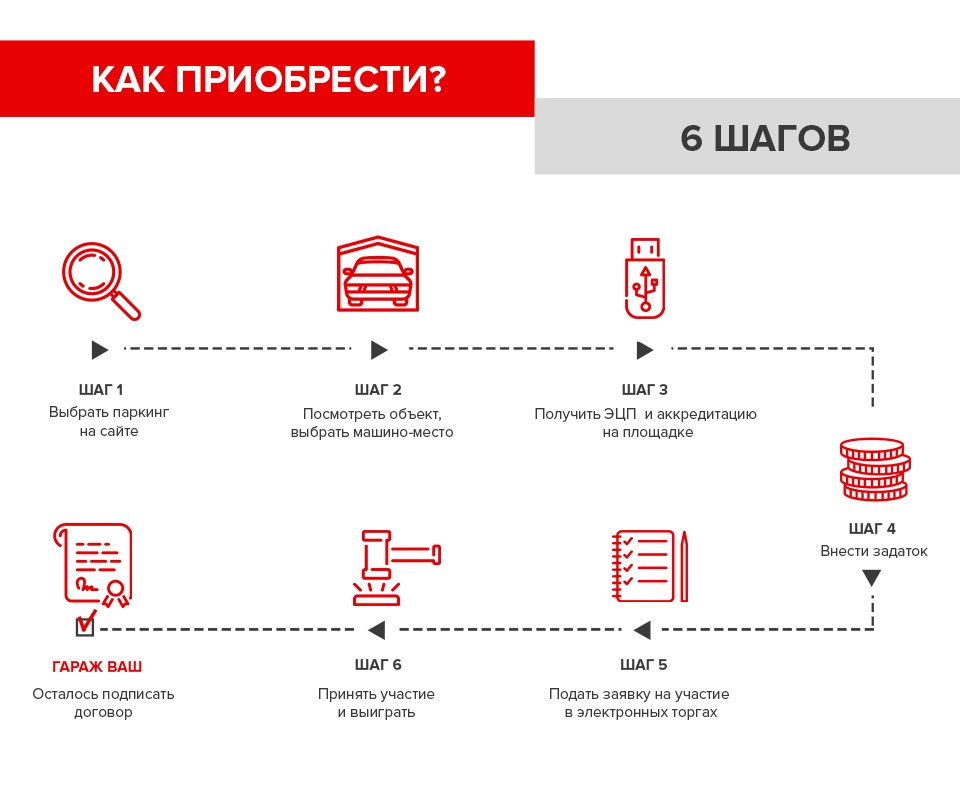 КАК ПРИОБРЕСТИ?
6 ШАГОВ
ШАГ 1
Выбрать паркинг
на сайте
ШАГ 2
Посмотреть объект,
выбрать машино-место
ШАГ 3
Получить ЭЦП и аккредитацию
на площадке
ШАГ 4
Внести задаток
ШАГ 5
Подать заявку на участие
в электронных торгах
ШАГ 6
Принять участие
и выиграть
ГАРАЖ ВАШ
Осталось подписать
договор